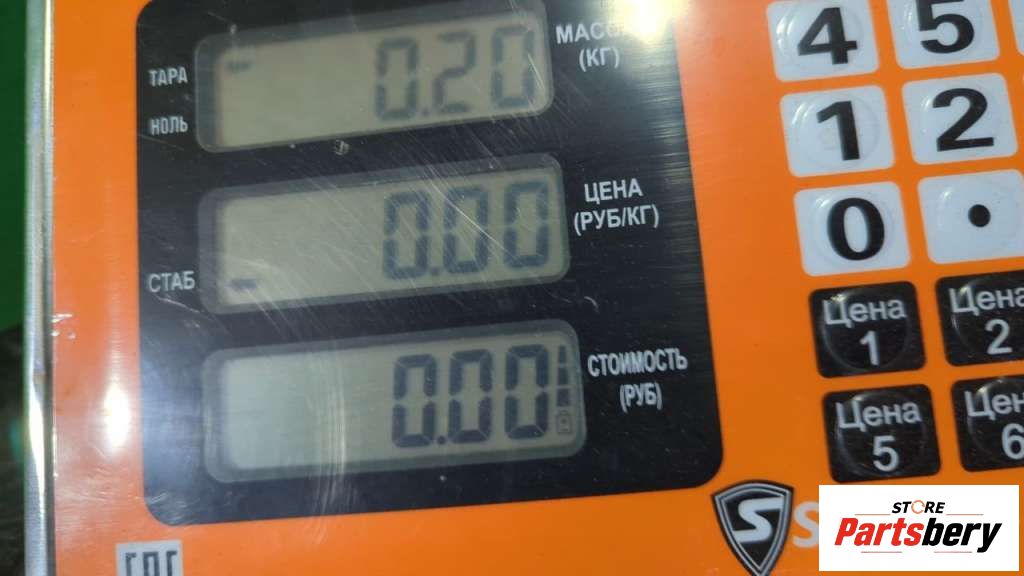 ТАРА
НОЛЬ
0.20
МАССА
(КГ)
0.00
ЦЕНА
(РУБ/КГ)
СТАБ
0.00
СТОИМОСТЬ
(РУБ)
4
5
1
2
0
.
Цена
1
Цена
2
Цена
5
Цена
6
S
STORE
Partsbery